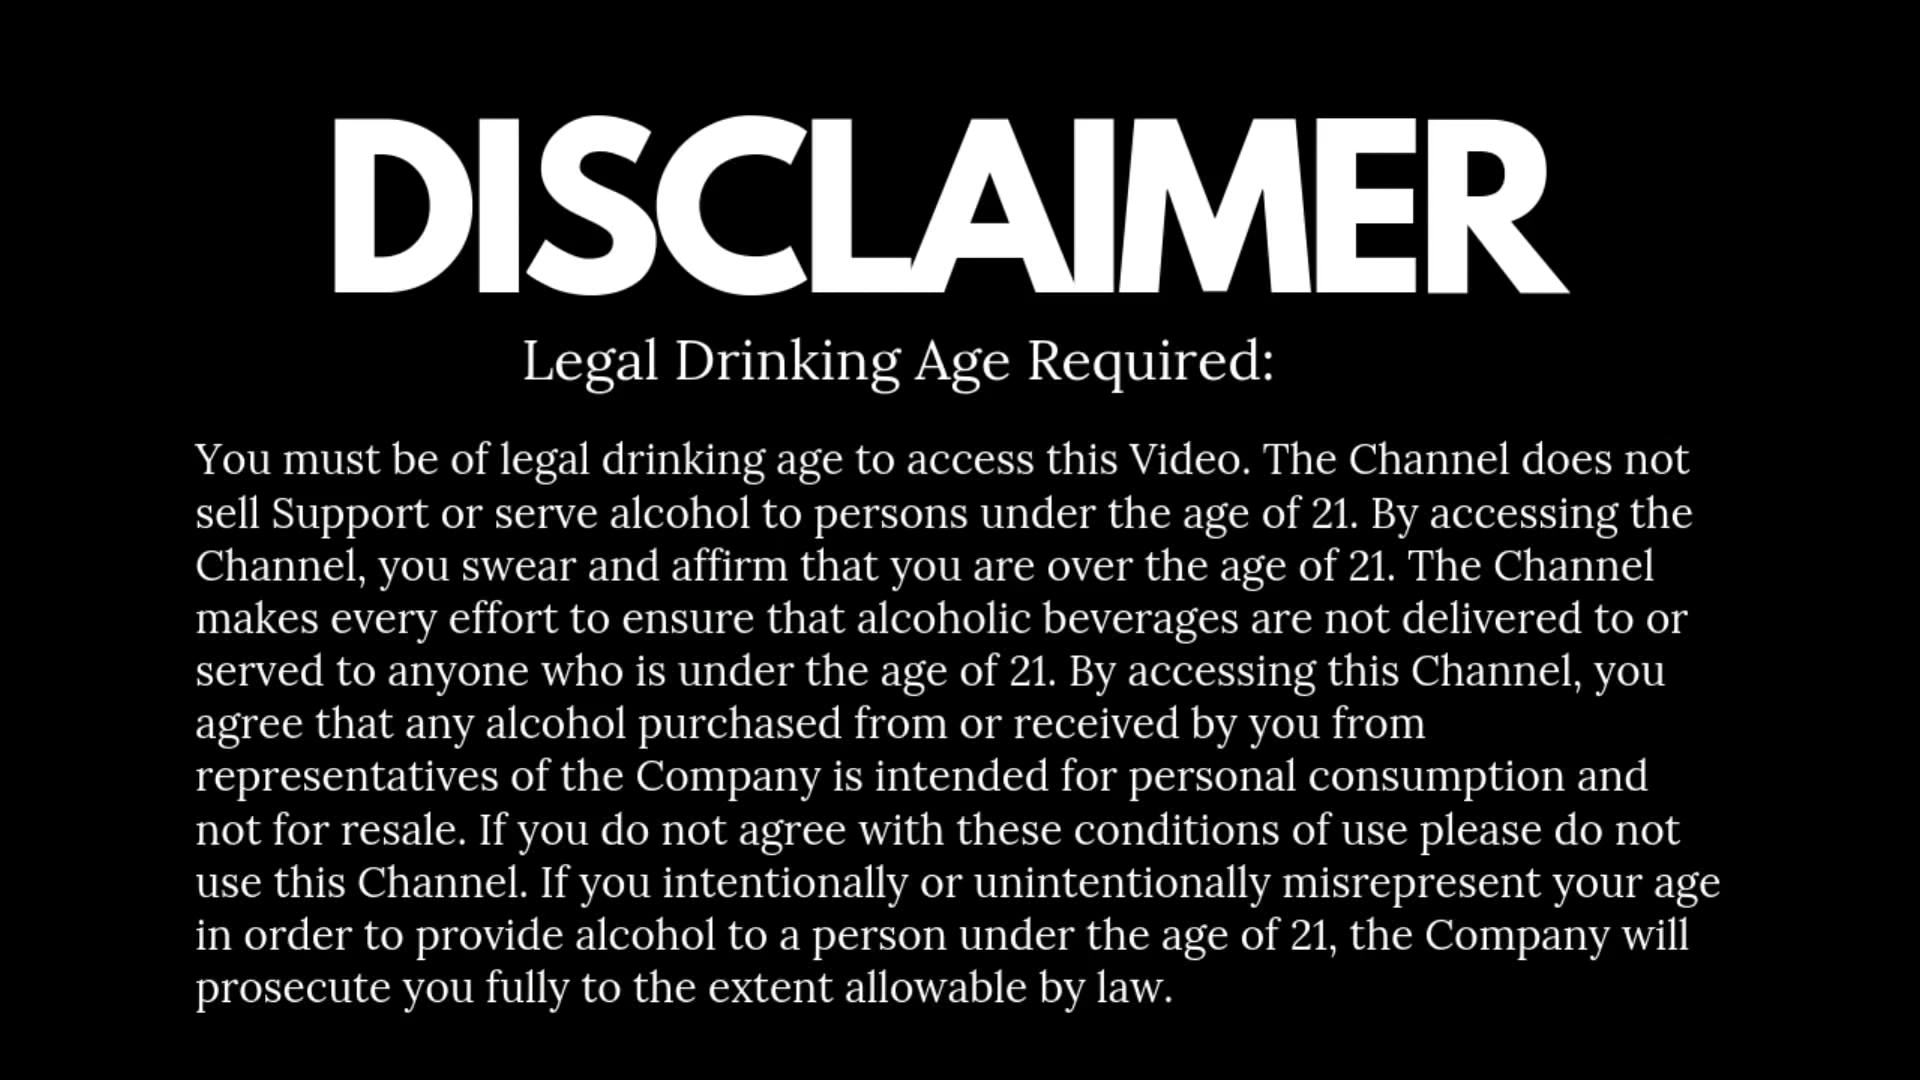 DISCLAIMER
Legal Drinking Age Required:
You must be of legal drinking age to access this Video. The Channel does not
sell Support or serve alcohol to persons under the age of 21. By accessing the
Channel, you swear and affirm that you are over the age of 21. The Channel
makes every effort to ensure that alcoholic beverages are not delivered to or
served to anyone who is under the age of 21. By accessing this Channel, you
agree that any alcohol purchased from or received by you from
representatives of the Company is intended for personal consumption and
not for resale. If you do not agree with these conditions of use please do not
use this Channel. If you intentionally or unintentionally misrepresent your age
in order to provide alcohol to a person under the age of 21, the Company will
prosecute you fully to the extent allowable by law.